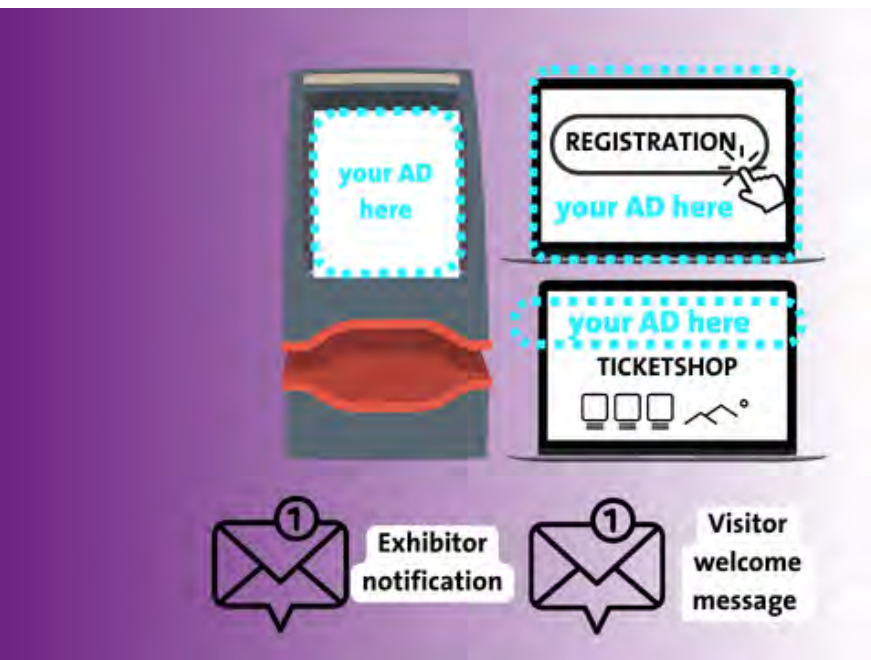 your AD
here
REGISTRATION
your AD here
your AD here
TICKETSHOP
1
Exhibitor
notification
1
Visitor
welcome
message